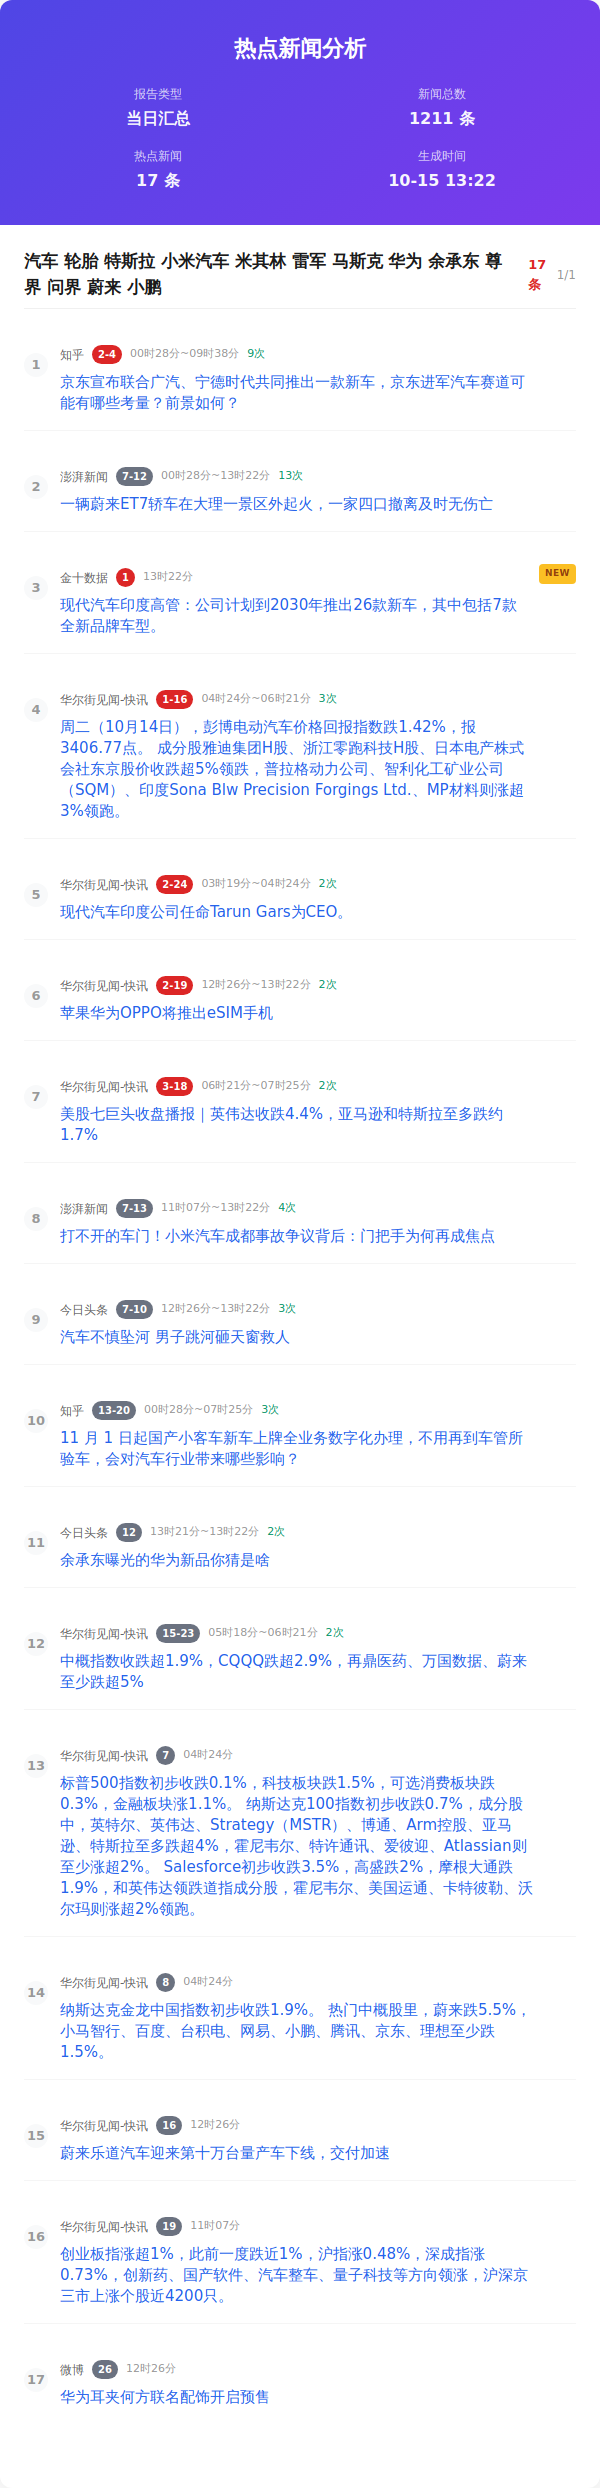 热点新闻分析
报告类型
新闻总数
当日汇总
1211 条
热点新闻
生成时间
17 条
10-15 13:22
汽车 轮胎 特斯拉 小米汽车 米其林 雷军 马斯克 华为 余承东 尊
界 问界 蔚来 小鹏
17
条
1/1
1
知乎 2-4 00时28分~09时38分 9次
京东宣布联合广汽、宁德时代共同推出一款新车，京东进军汽车赛道可
能有哪些考量？前景如何？
2
澎湃新闻 7-12 00时28分~13时22分 13次
一辆蔚来ET7轿车在大理一景区外起火，一家四口撤离及时无伤亡
3
金十数据 1 13时22分
NEW
现代汽车印度高管：公司计划到2030年推出26款新车，其中包括7款
全新品牌车型。
4
华尔街见闻-快讯 1-16 04时24分~06时21分 3次
周二（10月14日），彭博电动汽车价格回报指数跌1.42%，报
3406.77点。 成分股雅迪集团H股、浙江零跑科技H股、日本电产株式
会社东京股价收跌超5%领跌，普拉格动力公司、智利化工矿业公司
（SQM）、印度Sona Blw Precision Forgings Ltd.、MP材料则涨超
3%领跑。
5
华尔街见闻-快讯 2-24 03时19分~04时24分 2次
现代汽车印度公司任命Tarun Gars为CEO。
6
华尔街见闻-快讯 2-19 12时26分~13时22分 2次
苹果华为OPPO将推出eSIM手机
7
华尔街见闻-快讯 3-18 06时21分~07时25分 2次
美股七巨头收盘播报｜英伟达收跌4.4%，亚马逊和特斯拉至多跌约
1.7%
8
澎湃新闻 7-13 11时07分~13时22分 4次
打不开的车门！小米汽车成都事故争议背后：门把手为何再成焦点
9
今日头条 7-10 12时26分~13时22分 3次
汽车不慎坠河 男子跳河砸天窗救人
10
知乎 13-20 00时28分~07时25分 3次
11 月 1 日起国产小客车新车上牌全业务数字化办理，不用再到车管所
验车，会对汽车行业带来哪些影响？
11
今日头条 12 13时21分~13时22分 2次
余承东曝光的华为新品你猜是啥
12
华尔街见闻-快讯 15-23 05时18分~06时21分 2次
中概指数收跌超1.9%，CQQQ跌超2.9%，再鼎医药、万国数据、蔚来
至少跌超5%
13
华尔街见闻-快讯 7 04时24分
标普500指数初步收跌0.1%，科技板块跌1.5%，可选消费板块跌
0.3%，金融板块涨1.1%。 纳斯达克100指数初步收跌0.7%，成分股
中，英特尔、英伟达、Strategy（MSTR）、博通、Arm控股、亚马
逊、特斯拉至多跌超4%，霍尼韦尔、特许通讯、爱彼迎、Atlassian则
至少涨超2%。 Salesforce初步收跌3.5%，高盛跌2%，摩根大通跌
1.9%，和英伟达领跌道指成分股，霍尼韦尔、美国运通、卡特彼勒、沃
尔玛则涨超2%领跑。
14
华尔街见闻-快讯 8 04时24分
纳斯达克金龙中国指数初步收跌1.9%。 热门中概股里，蔚来跌5.5%，
小马智行、百度、台积电、网易、小鹏、腾讯、京东、理想至少跌
1.5%。
15
华尔街见闻-快讯 16 12时26分
蔚来乐道汽车迎来第十万台量产车下线，交付加速
16
华尔街见闻-快讯 19 11时07分
创业板指涨超1%，此前一度跌近1%，沪指涨0.48%，深成指涨
0.73%，创新药、国产软件、汽车整车、量子科技等方向领涨，沪深京
三市上涨个股近4200只。
17
微博 26 12时26分
华为耳夹何方联名配饰开启预售